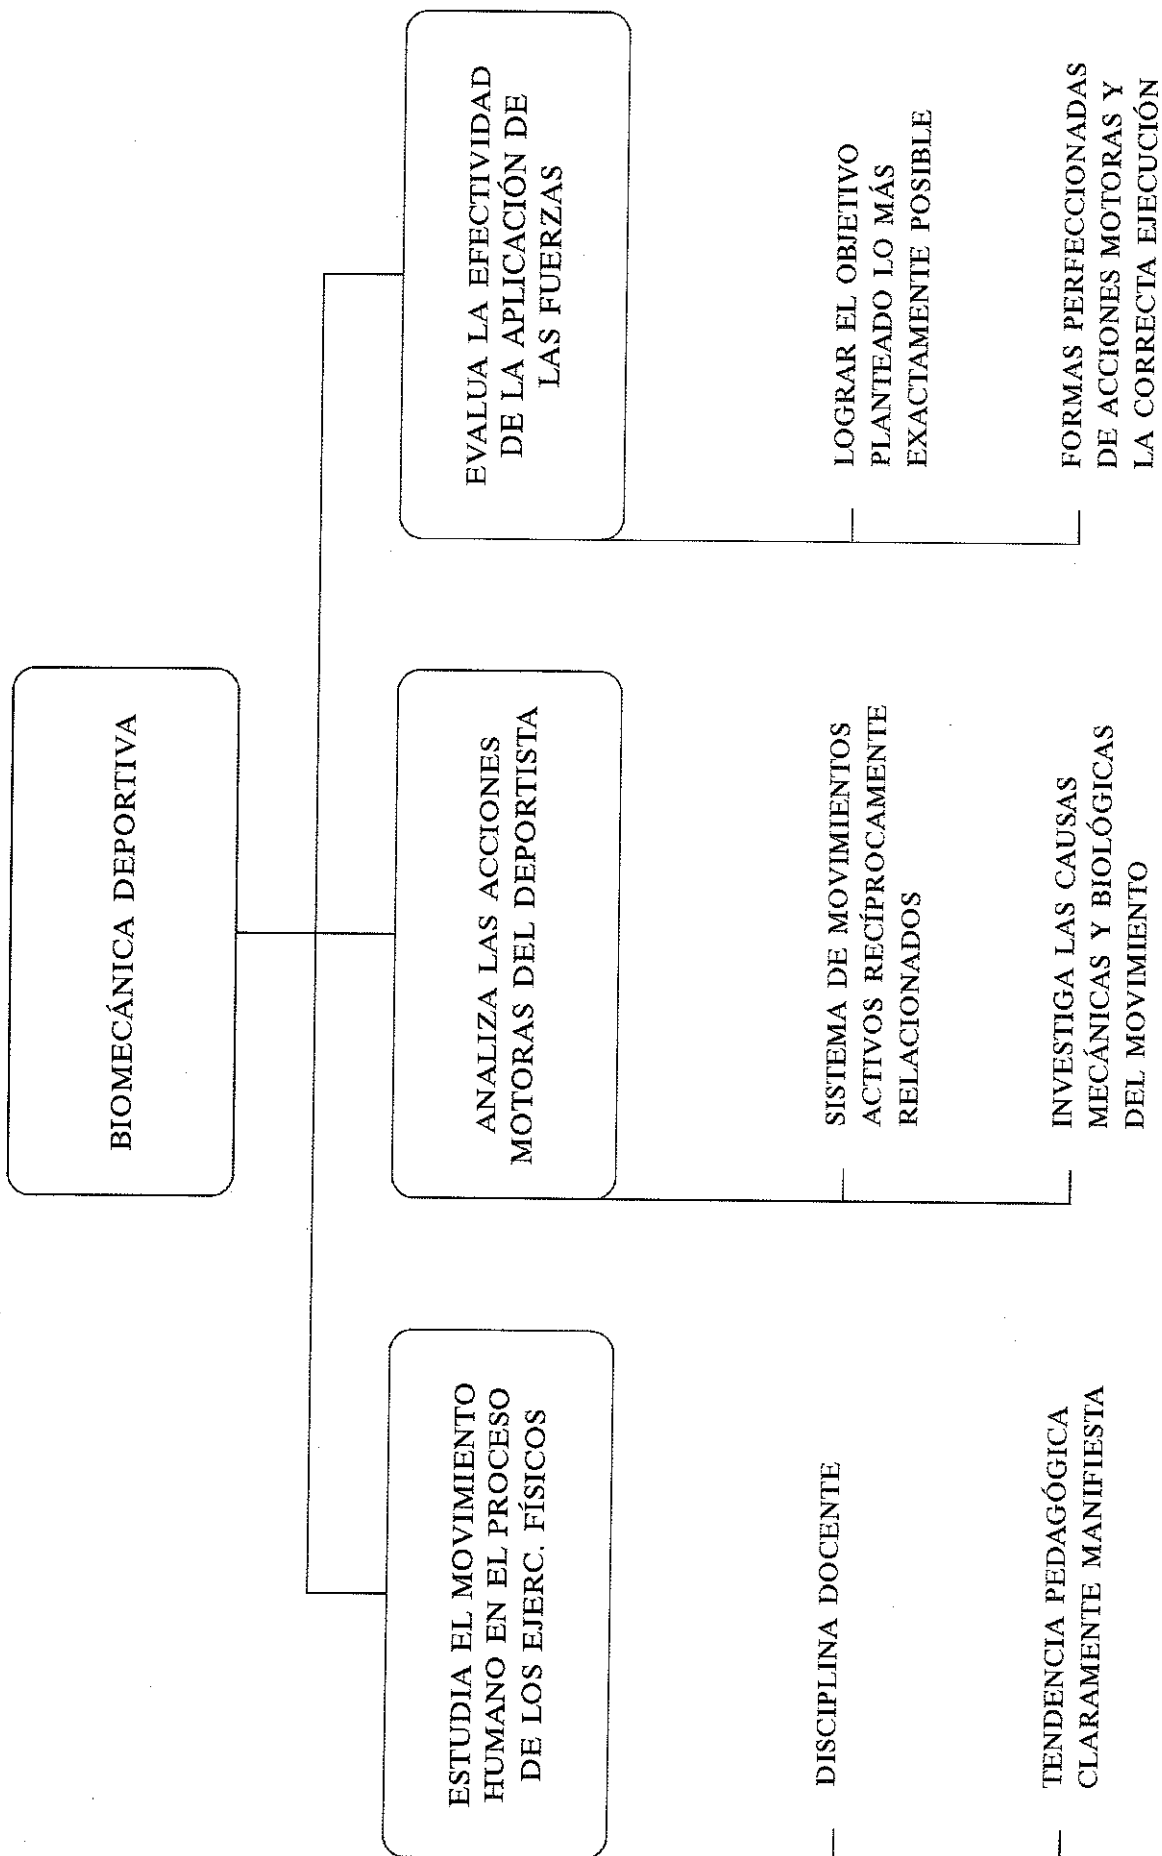 BIOMECÁNICA DEPORTIVA
ESTUDIA EL MOVIMIENTO
HUMANO EN EL PROCESO
DE LOS EJERC. FÍSICOS
DISCIPLINA DOCENTE
TENDENCIA PEDAGÓGICA
CLARAMENTE MANIFIESTA
ANALIZA LAS ACCIONES
MOTORAS DEL DEPORTISTA
SISTEMA DE MOVIMIENTOS
ACTIVOS RECÍPROCAMENTE
RELACIONADOS
INVESTIGA LAS CAUSAS
MECÁNICAS Y BIOLÓGICAS
DEL MOVIMIENTO
EVALUA LA EFECTIVIDAD
DE LA APLICACIÓN DE
LAS FUERZAS
LOGRAR EL OBJETIVO
PLANTEADO LO MÁS
EXACTAMENTE POSIBLE
FORMAS PERFECCIONADAS
DE ACCIONES MOTORAS Y
LA CORRECTA EJECUCIÓN